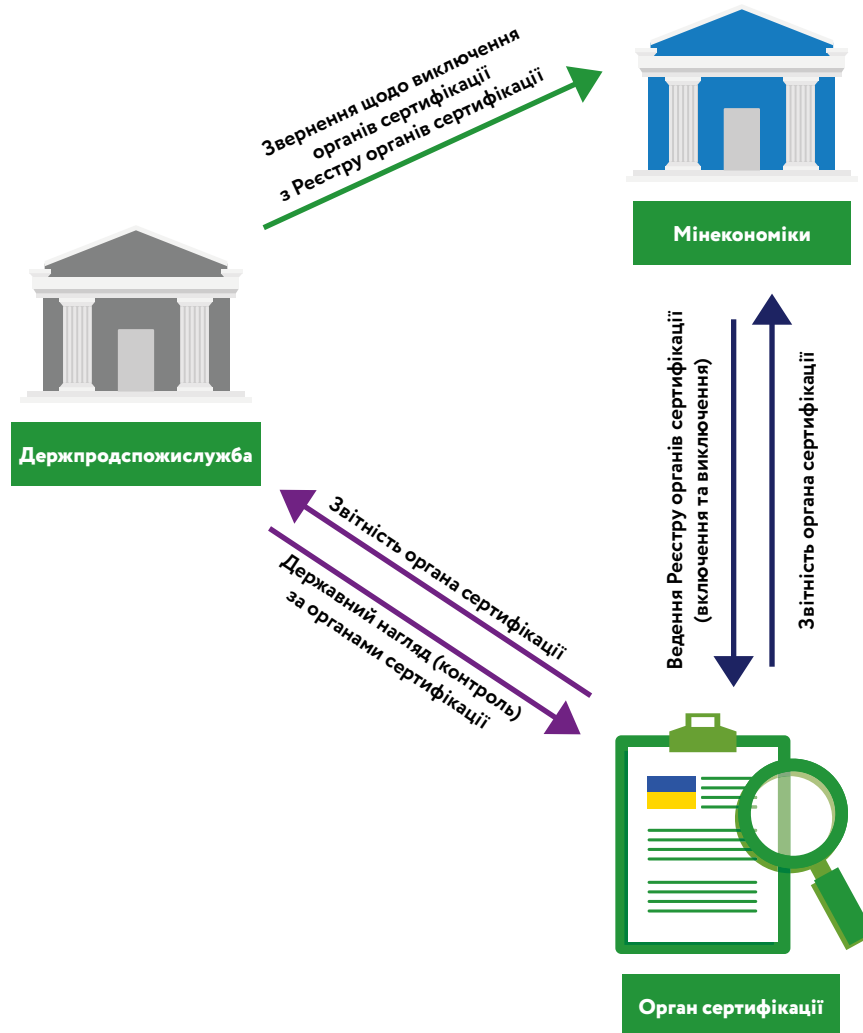 Звернення щодо виключення
органів сертифікації
з Реєстру органів сертифікації
Мінекономіки
Держпродспожислужба
Ведення Реєстру органів сертифікації
(включення та виключення)
Звітність органа сертифікації
Звітність органа сертифікації
Державний нагляд (контроль)
за органами сертифікації
Орган сертифікації